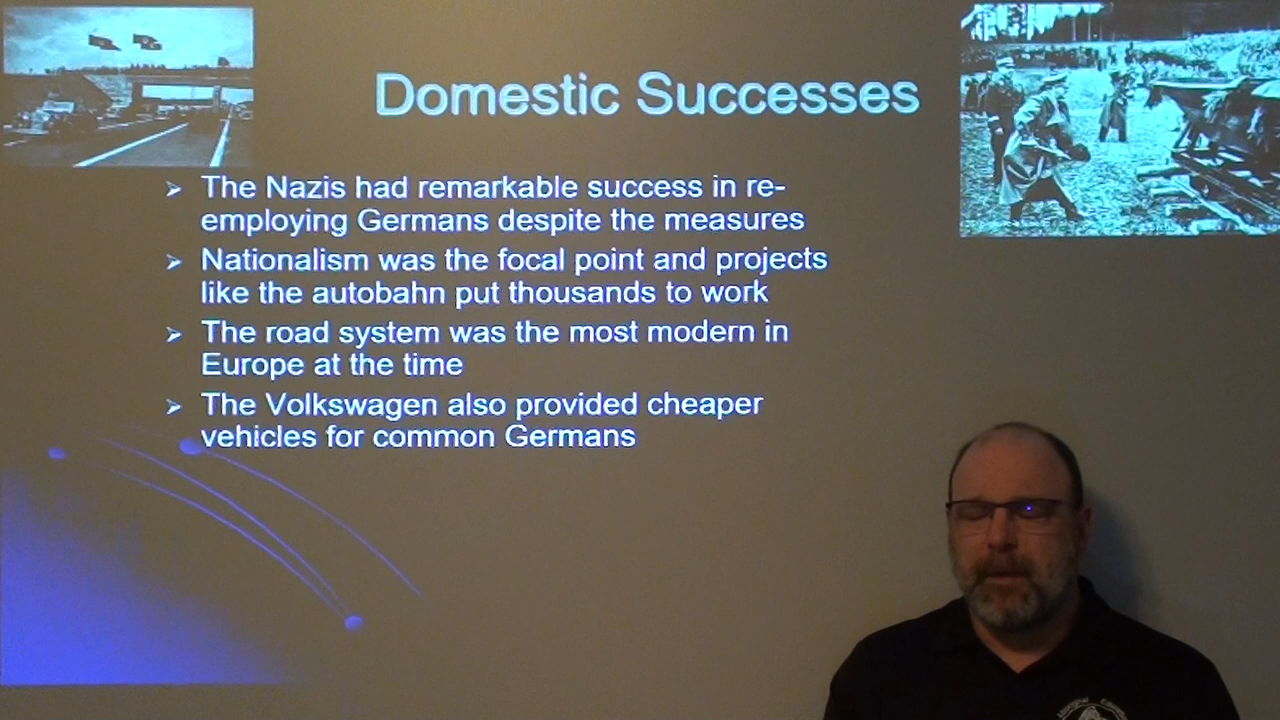 Domestic Successes
➢ The Nazis had remarkable success in re-
employing Germans despite the measures
➢ Nationalism was the focal point and projects
like the autobahn put thousands to work
➢ The road system was the most modern in
Europe at the time
➢ The Volkswagen also provided cheaper
vehicles for common Germans